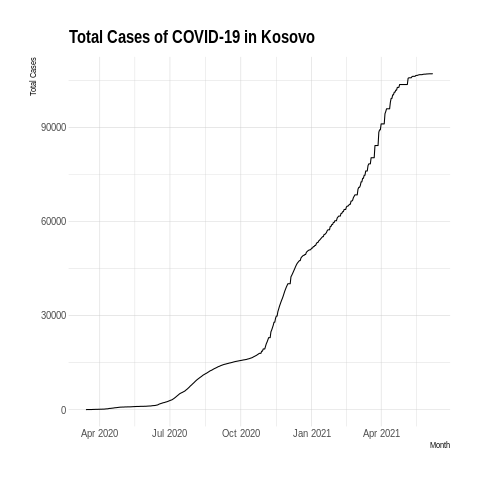 Total Cases of COVID-19 in Kosovo
Total Cases
90000
60000
30000
0
Apr 2020 Jul 2020 Oct 2020 Jan 2021 Apr 2021
Month